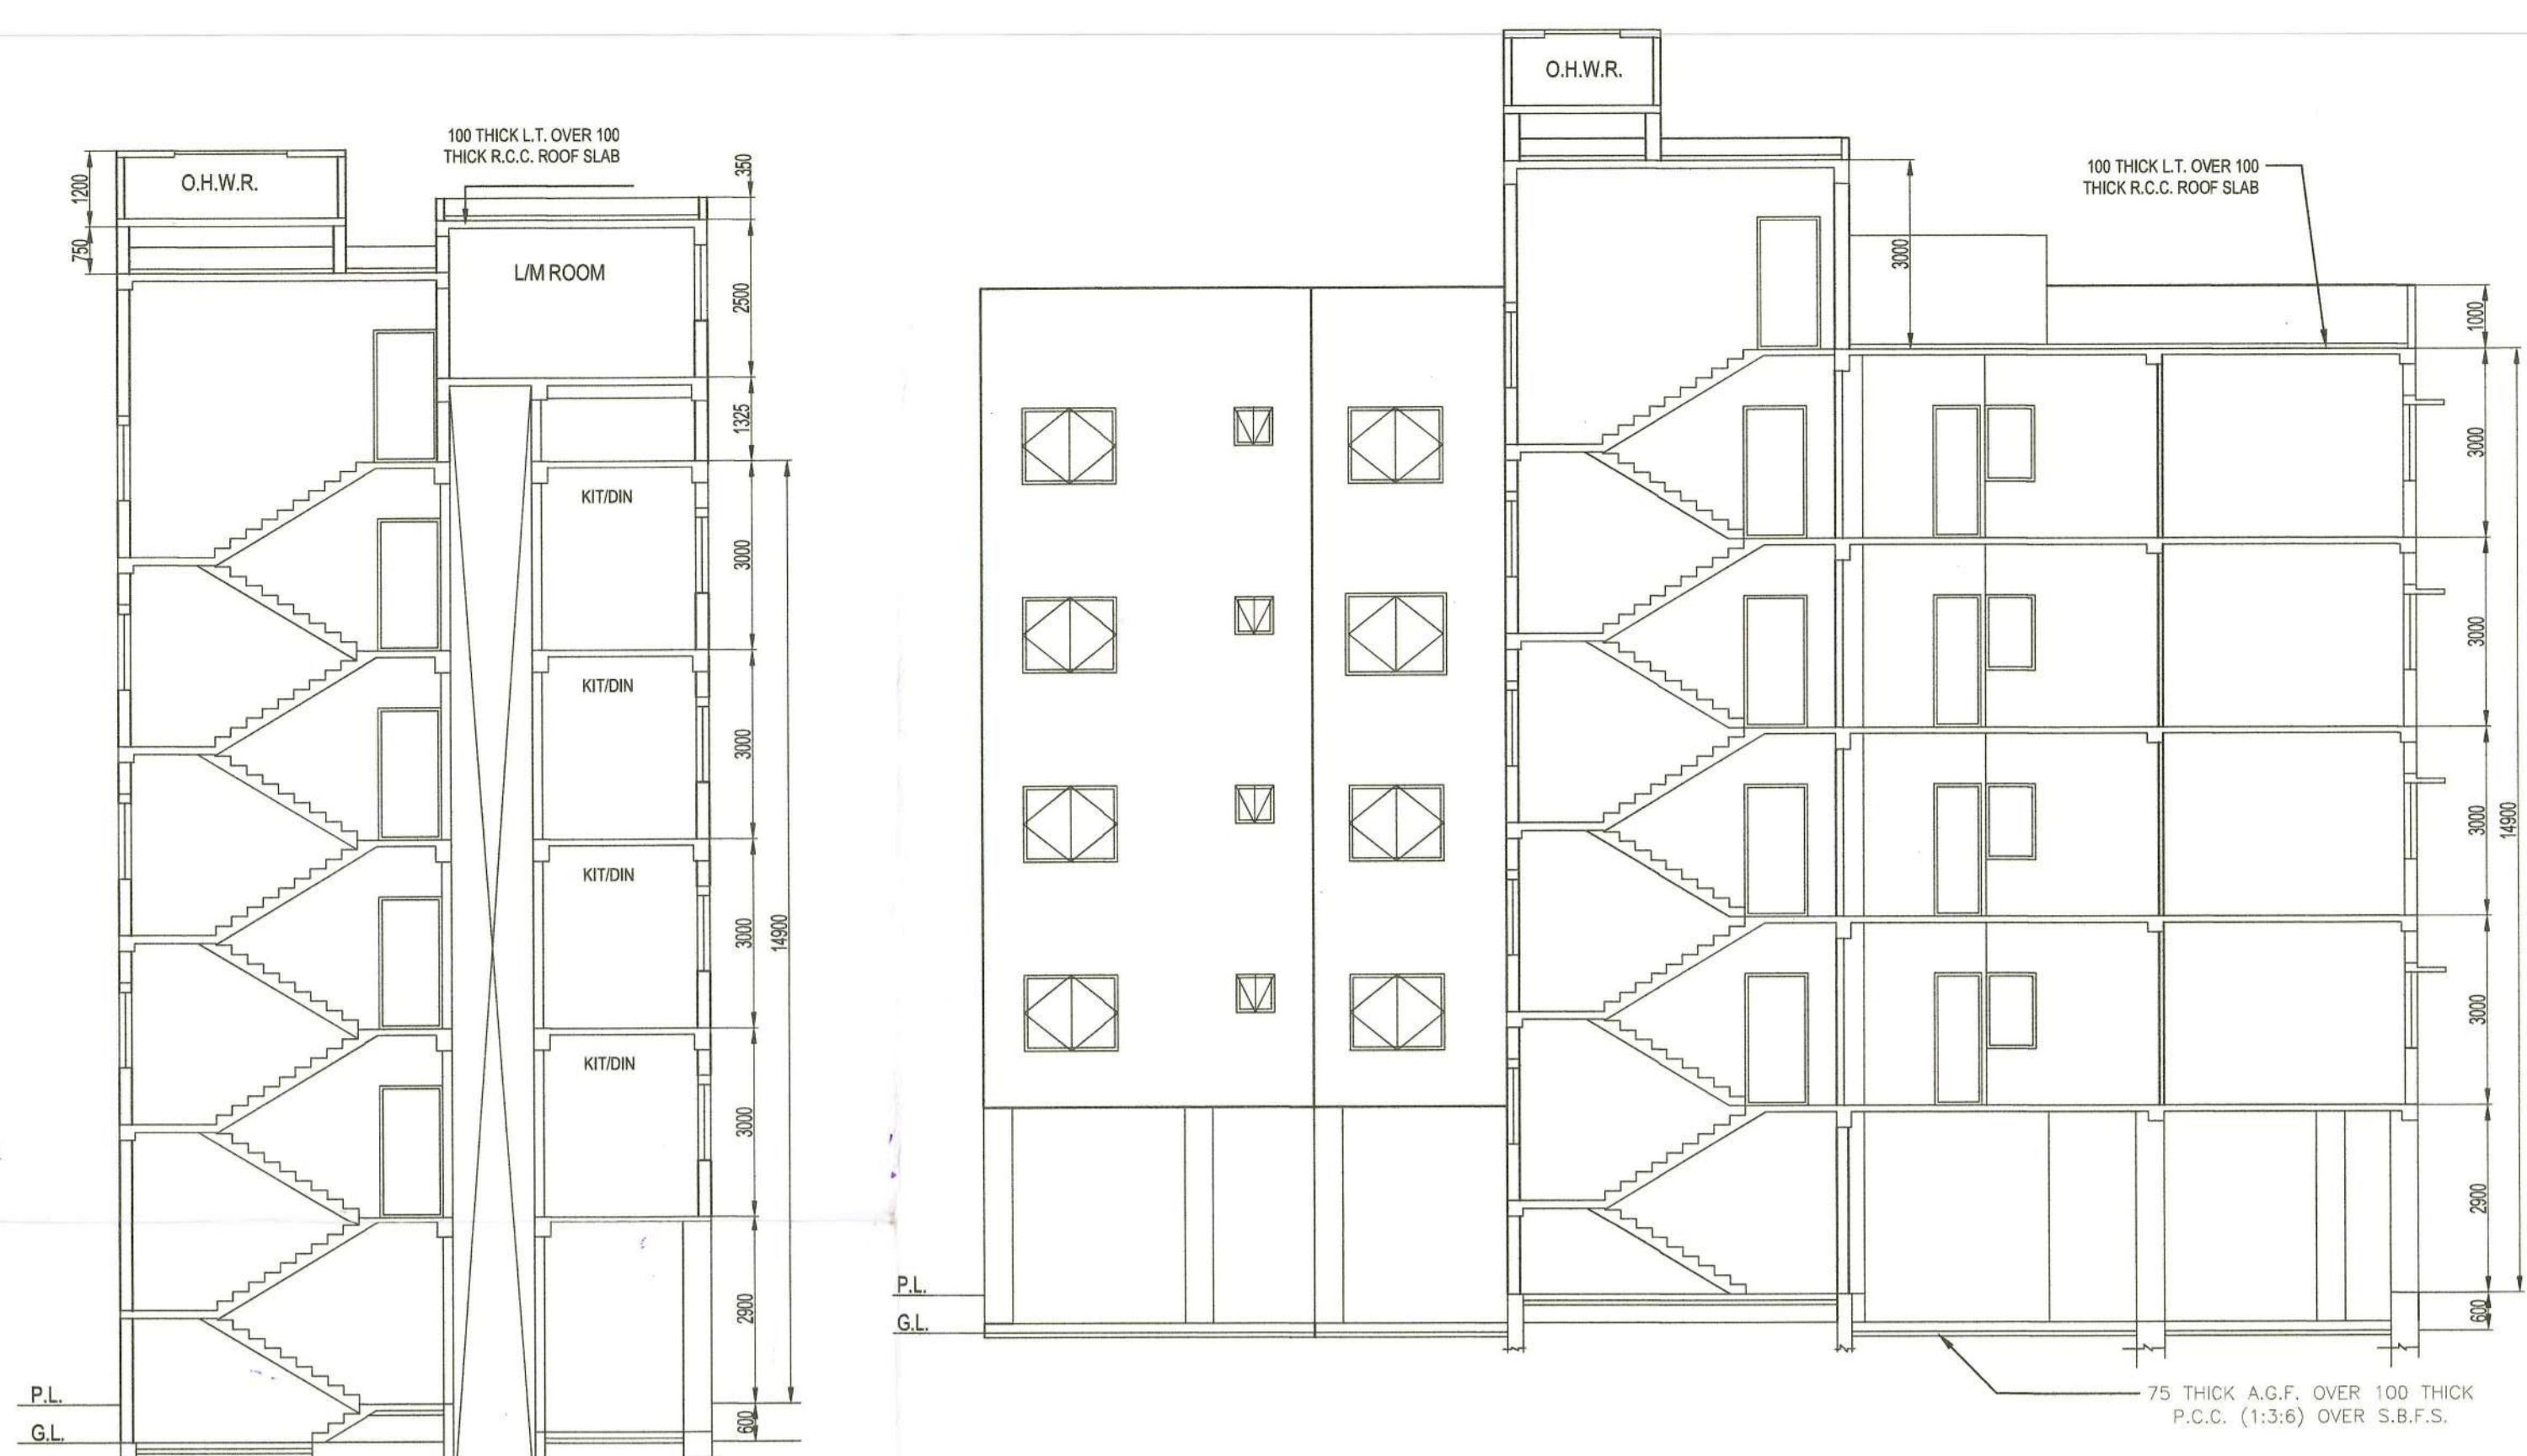 O.H.W.R.
100 THICK L.T. OVER 100
THICK R.C.C. ROOF SLAB
1200
750
350
L/M ROOM
2500
1325
KIT/DIN
3000
KIT/DIN
3000
KIT/DIN
3000
14900
KIT/DIN
3000
2900
P.L.
G.L.
600
O.H.W.R.
100 THICK L.T. OVER 100
THICK R.C.C. ROOF SLAB
3000
1000
3000
3000
3000
14900
3000
2900
P.L.
G.L.
600
75 THICK A.G.F. OVER 100 THICK
P.C.C. (1:3:6) OVER S.B.F.S.